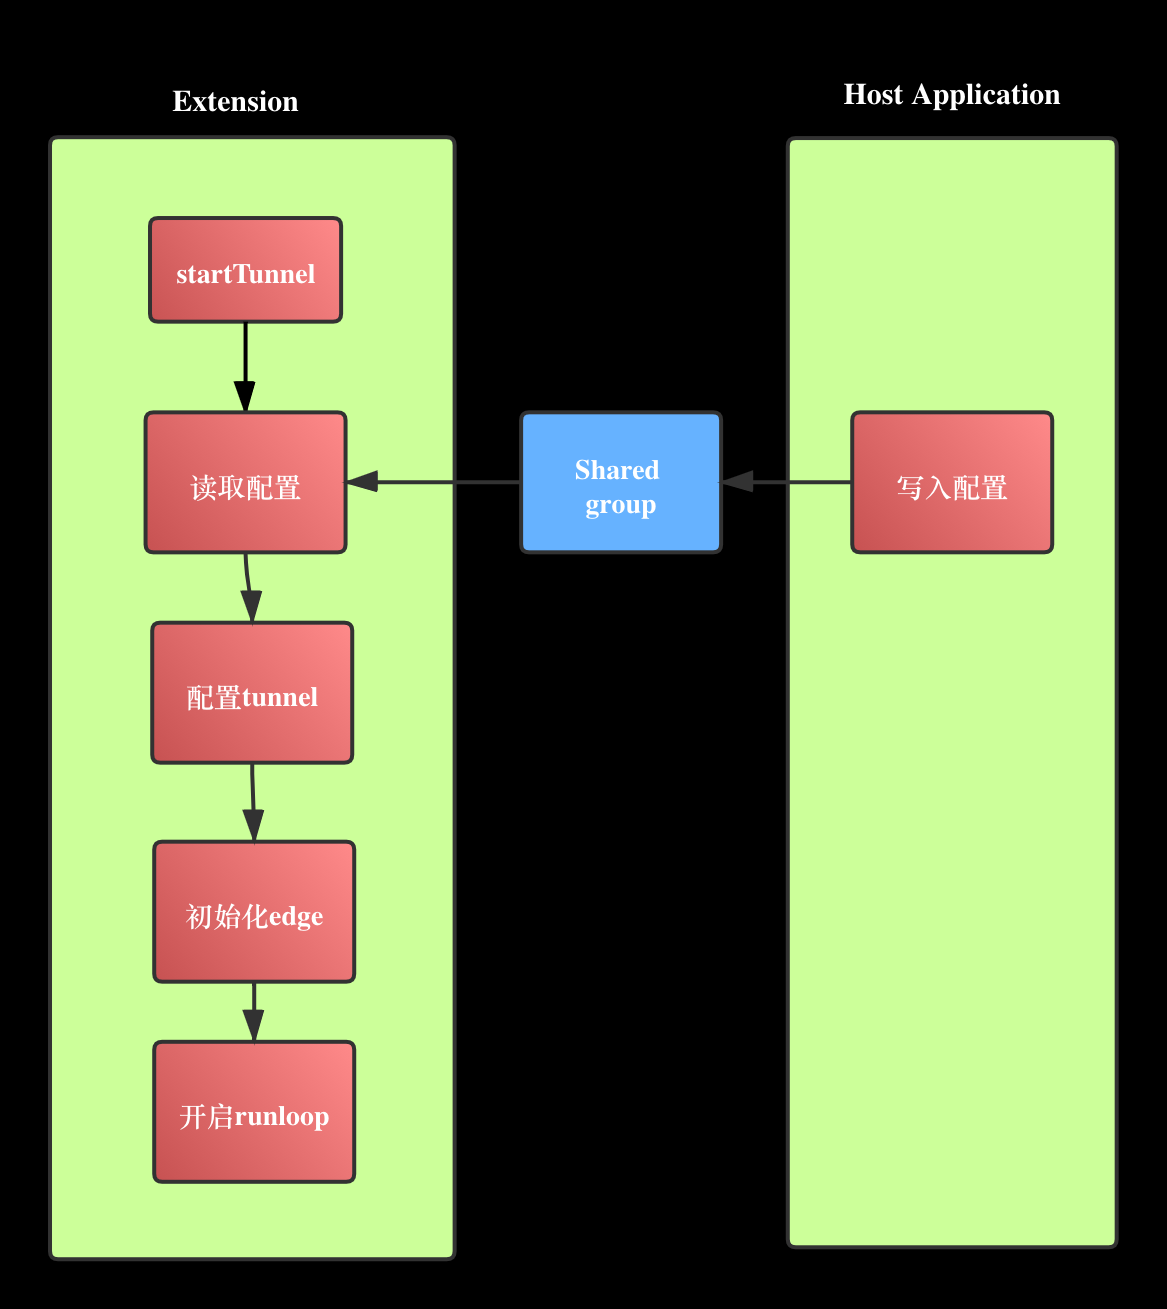 Extension
Host Application
startTunnel
读取配置
Shared
group
写入配置
配置tunnel
初始化edge
开启runloop